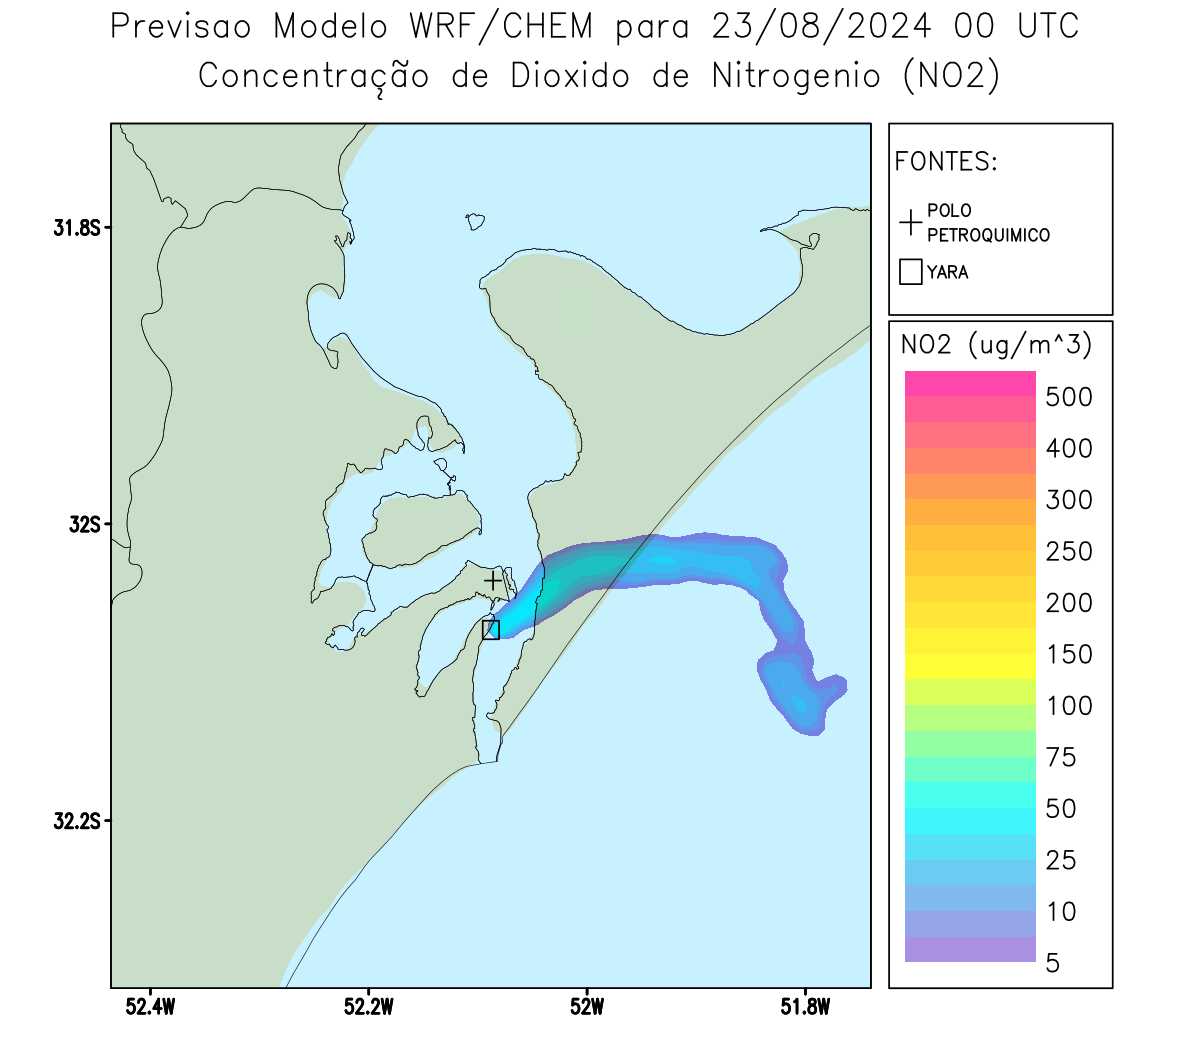 Previsao Modelo WRF/CHEM para 23/08/2024 00 UTC
Concentração de Dioxido de Nitrogenio (NO2)
FONTES:
POLO
PETROQUIMICO
YARA
NO2 (ug/m^3)
500
400
300
250
200
150
100
75
50
25
10
5
31.8S
32S
32.2S
52.4W
52.2W
52W
51.8W